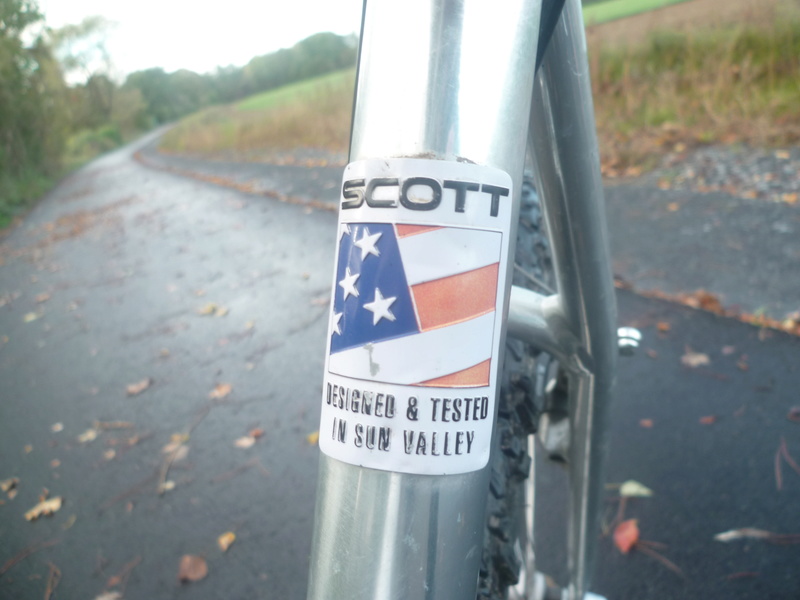 SCOTT
DESIGNED & TESTED
IN SUN VALLEY